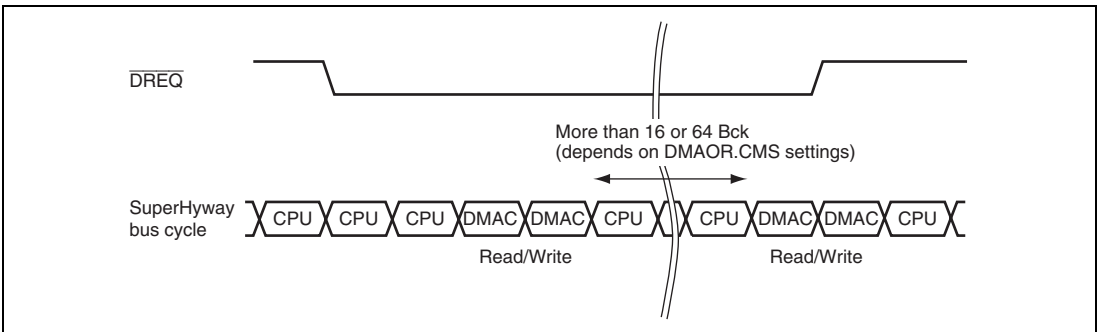 DREQ
More than 16 or 64 Bck
(depends on DMAOR.CMS settings)
SuperHyway
bus cycle
CPU CPU CPU DMAC DMAC CPU CPU DMAC DMAC CPU
Read/Write Read/Write